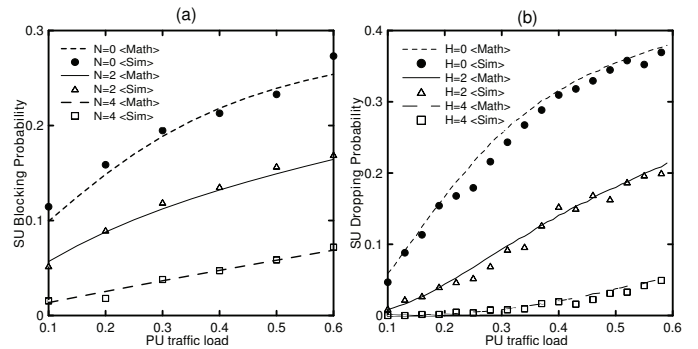 (a)
SU Blocking Probability
0.3
0.2
0.1
0
N=0 <Math>
N=0 <Sim>
N=2 <Math>
N=2 <Sim>
N=4 <Math>
N=4 <Sim>
0.1 0.2 0.3 0.4 0.5 0.6
PU traffic load
(b)
SU Dropping Probability
0.4
0.3
0.2
0.1
0
H=0 <Math>
H=0 <Sim>
H=2 <Math>
H=2 <Sim>
H=4 <Math>
H=4 <Sim>
0.1 0.2 0.3 0.4 0.5 0.6
PU traffic load